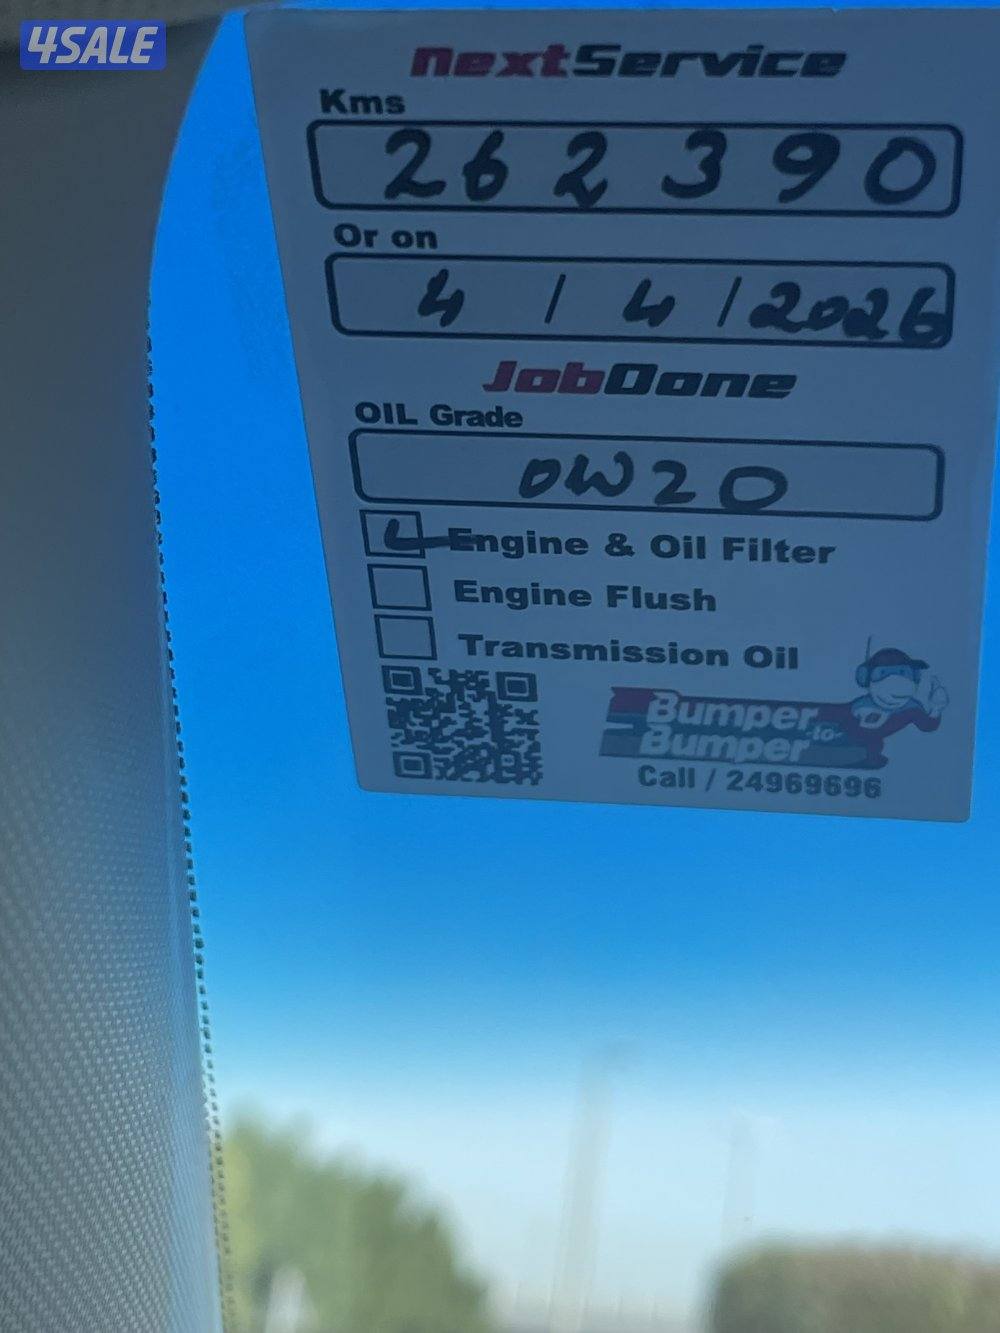 4SALE
nextService
Kms
262390
Or on
4 / 4 / 2026
JobDone
OIL Grade
0W20
Engine & Oil Filter
Engine Flush
Transmission Oil
Bumper
-to-
Bumper
Call / 24969696